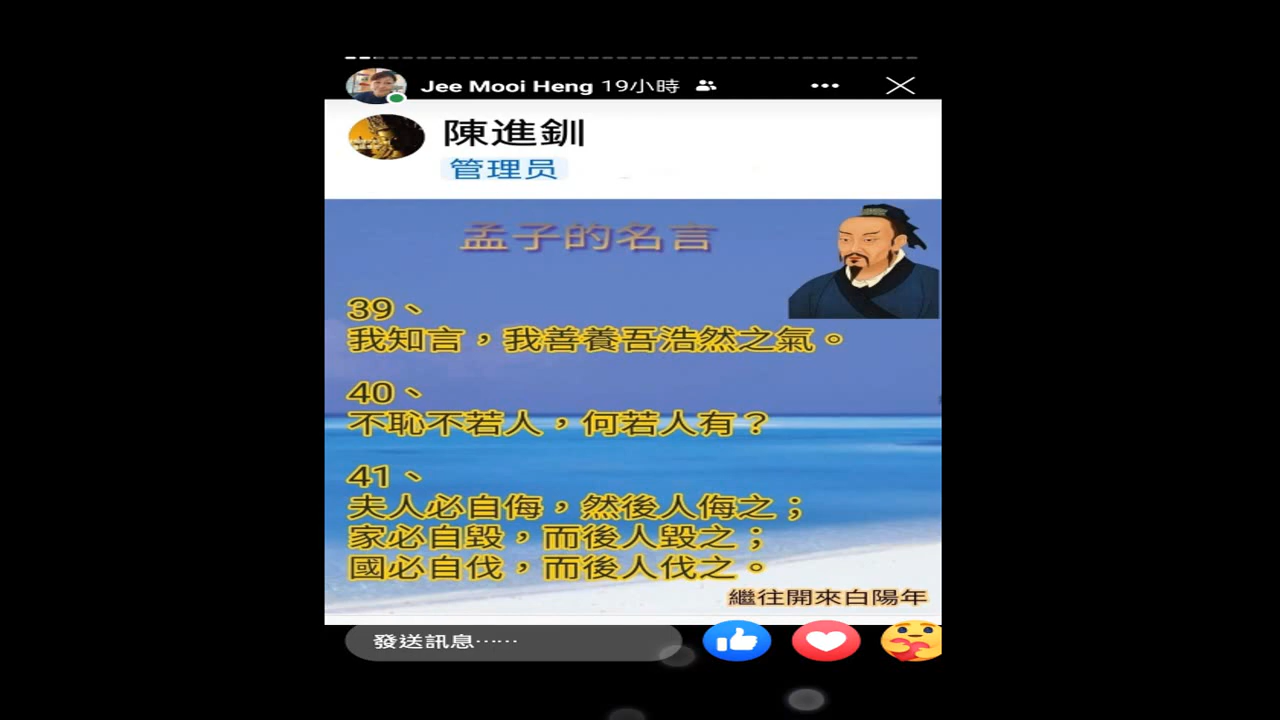 Jee Mooi Heng 19小時
陳進釧
管理员
孟子的名言
39、
我知言，我善養吾浩然之氣。
40、
不恥不若人，何若人有？
41、
夫人必自侮，然後人侮之；
家必自毀，而後人毀之；
國必自伐，而後人伐之。
繼往開來白陽年
發送訊息……